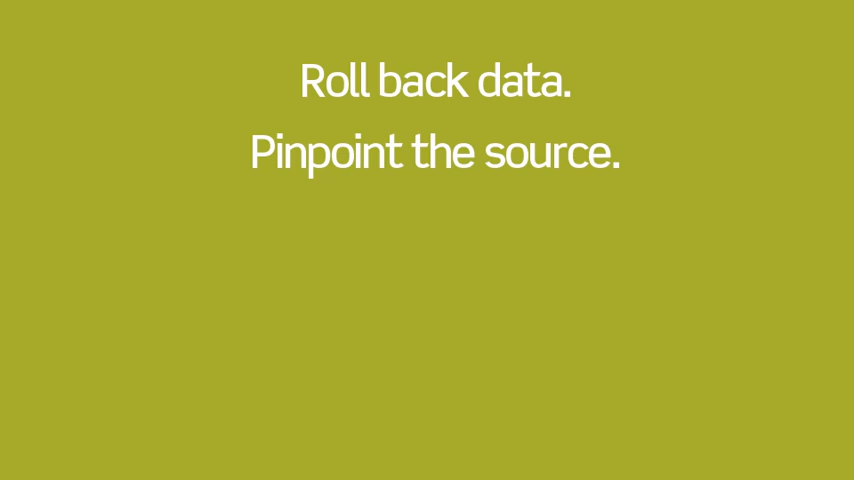 Roll back data.
Pinpoint the source.